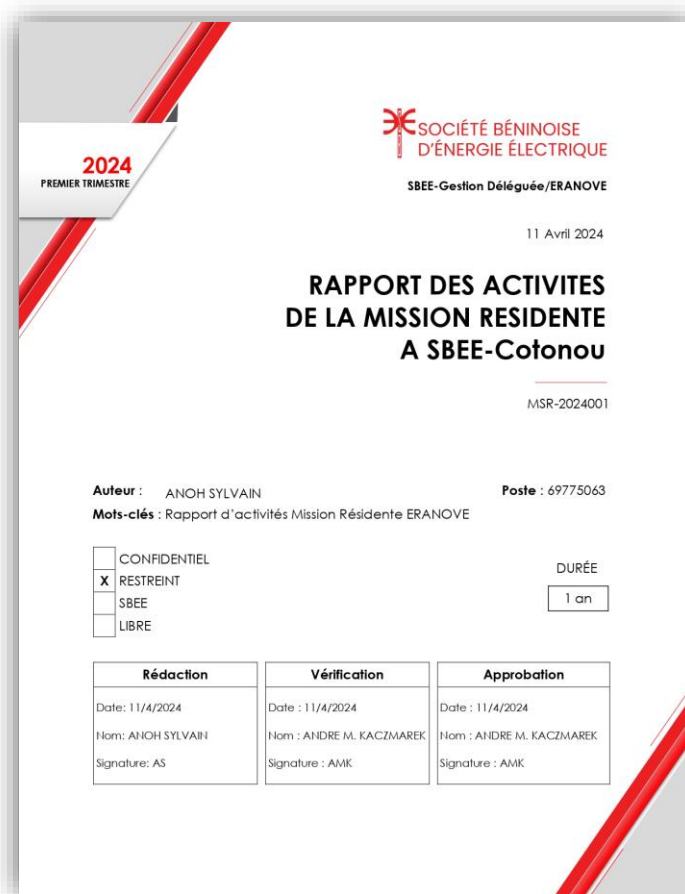 2024
PREMIER TRIMESTRE
SOCIÉTÉ BÉNINOISE
D'ÉNERGIE ÉLECTRIQUE
SBEE-Gestion Déléguée/ERANOVE
11 Avril 2024
RAPPORT DES ACTIVITES
DE LA MISSION RESIDENTE
A SBEE-Cotonou
MSR-2024001
Auteur : ANOH SYLVAIN Poste : 69775063
Mots-clés : Rapport d'activités Mission Résidente ERANOVE
CONFIDENTIEL
X RESTREINT
SBEE
LIBRE
DURÉE
1 an
Rédaction Vérification Approbation
Date: 11/4/2024 Date : 11/4/2024 Date : 11/4/2024
Nom: ANOH SYLVAIN Nom : ANDRE M. KACZMAREK Nom : ANDRE M. KACZMAREK
Signature: AS Signature : AMK Signature : AMK